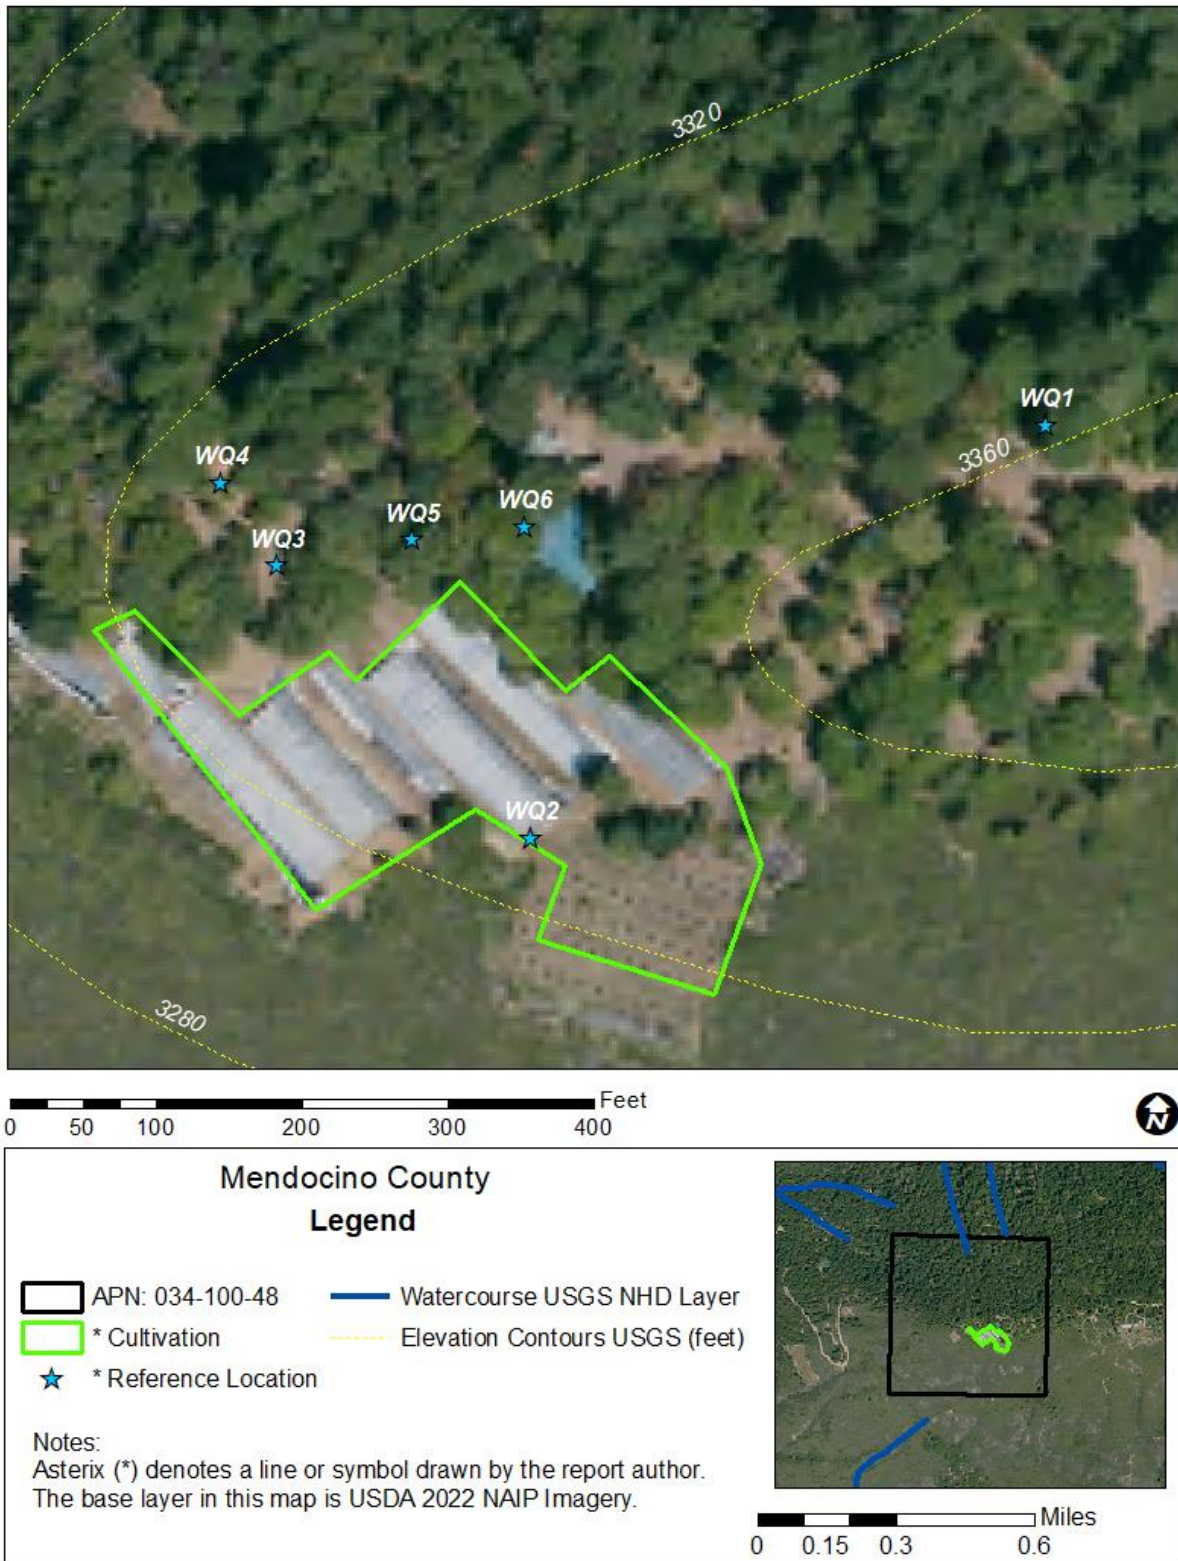 3320
WQ1
3360
WQ4
WQ6
WQ5
WQ3
WQ2
3280
Feet
0 50 100 200 300 400
N
Mendocino County
Legend
APN: 034-100-48
Watercourse USGS NHD Layer
* Cultivation
Elevation Contours USGS (feet)
* Reference Location
Notes:
Asterix (*) denotes a line or symbol drawn by the report author.
The base layer in this map is USDA 2022 NAIP Imagery.
Miles
0 0.15 0.3 0.6